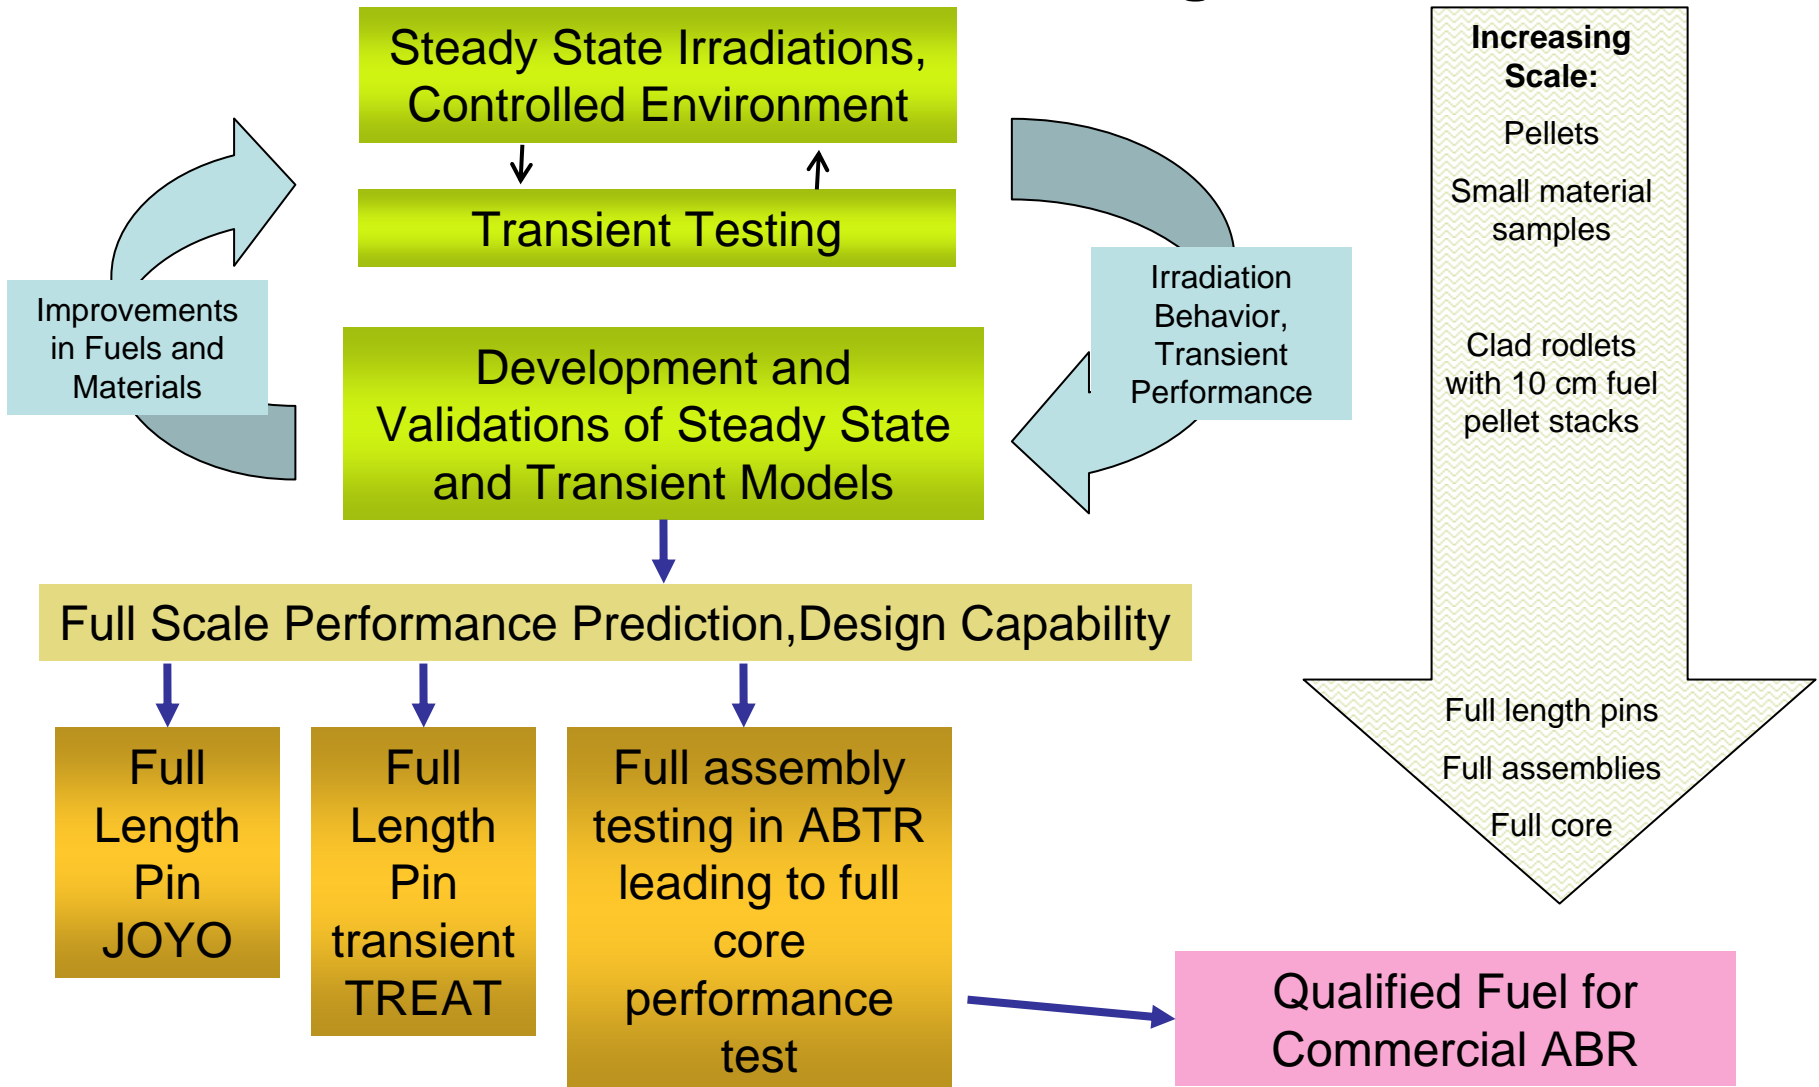 Steady State Irradiations,
Controlled Environment
Transient Testing
Improvements
in Fuels and
Materials
Irradiation
Behavior,
Transient
Performance
Development and
Validations of Steady State
and Transient Models
Full Scale Performance Prediction,Design Capability
Full
Length
Pin
JOYO
Full
Length
Pin
transient
TREAT
Full assembly
testing in ABTR
leading to full
core
performance
test
Qualified Fuel for
Commercial ABR
Increasing
Scale:
Pellets
Small material
samples
Clad rodlets
with 10 cm fuel
pellet stacks
Full length pins
Full assemblies
Full core